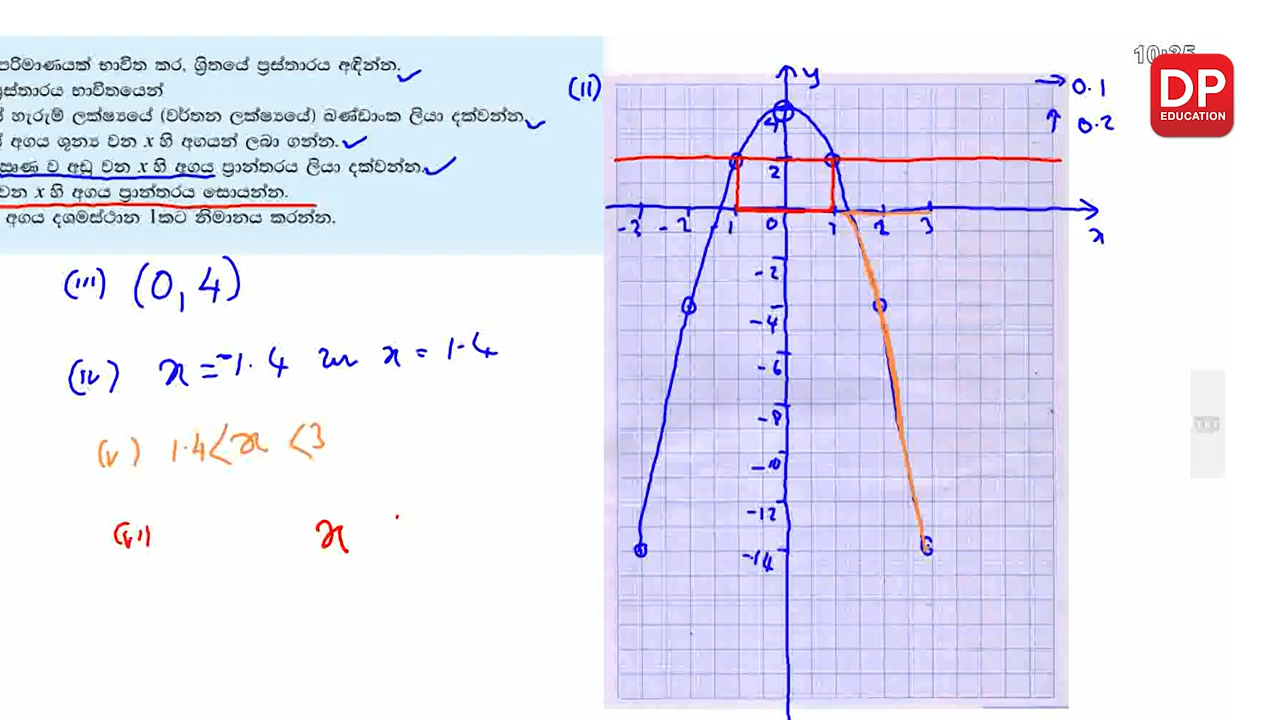 10:25
DP
EDUCATION
පරිමාණයක් භාවිත කර, ශ්‍රිතයේ ප්‍රස්තාරය අඳින්න.
ප්‍රස්තාරය භාවිතයෙන්
හැරුම් ලක්ෂ්‍යයේ (වර්තන ලක්ෂ්‍යයේ) ඛණ්ඩාංක ලියා දක්වන්න.
අගය ශූන්‍ය වන x හි අගයන් ලබා ගන්න.
සෘණ ව අඩු වන x හි අගය ප්‍රාන්තරය ලියා දක්වන්න.
වන x හි අගය ප්‍රාන්තරය සොයන්න.
අගය දශමස්ථාන 1කට නිමානය කරන්න.
(iii) (0, 4)
(iv) x = -1.4 හෝ x = 1.4
(v) 1.4 < x < 3
(vi) x
(ii)
y
→ 0.1
↑ 0.2
4
2
-3 -2 -1 0 1 2 3
x
-2
-4
-6
-8
-10
-12
-14